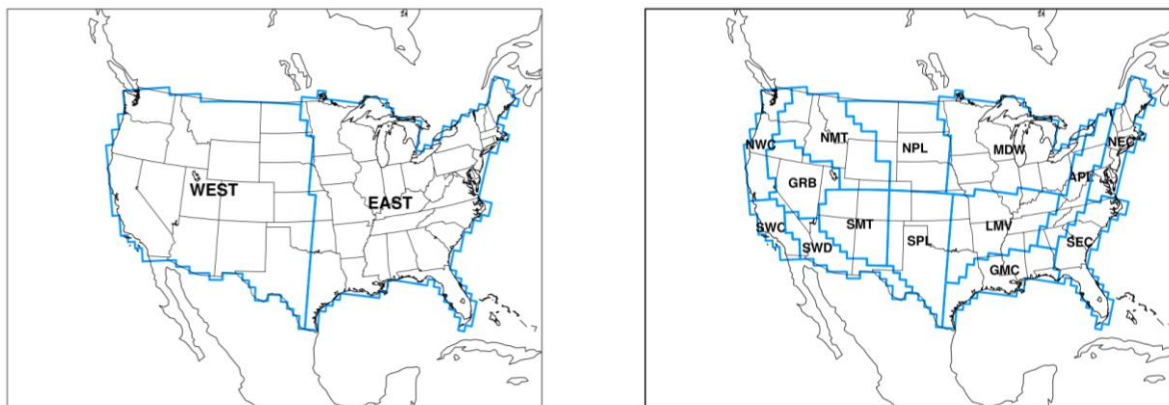 WEST
EAST
NWC
NMT
NPL
MDW
NEC
GRB
APL
SWC
SWD
SMT
SPL
LMV
SEC
GMC